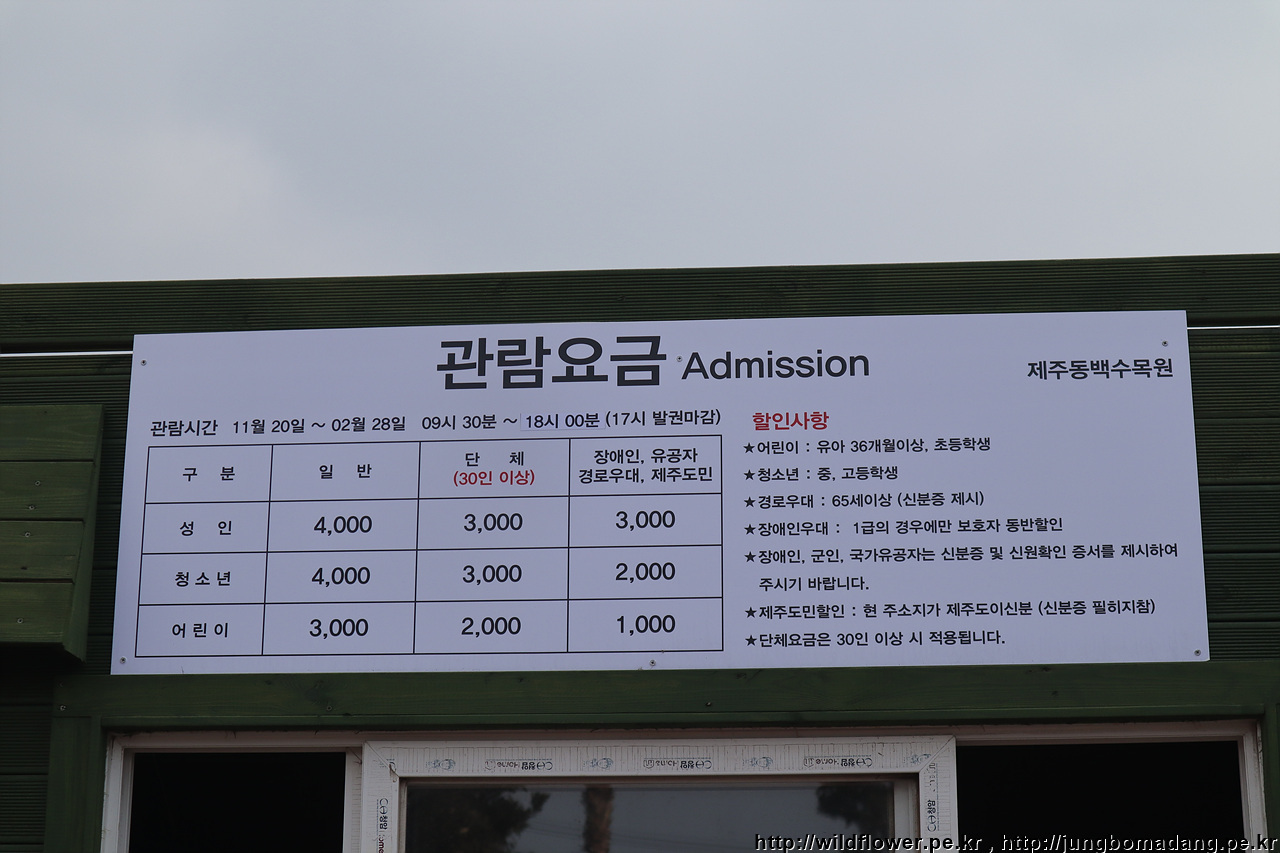 관람요금 Admission
제주동백수목원
관람시간 11월 20일 ~ 02월 28일 09시 30분 ~ 18시 00분 (17시 발권마감)
구 분 일 반 단 체 (30인 이상) 장애인, 유공자 경로우대, 제주도민
성 인 4,000 3,000 3,000
청 소 년 4,000 3,000 2,000
어 린 이 3,000 2,000 1,000
할인사항
★어린이 : 유아 36개월이상, 초등학생
★청소년 : 중, 고등학생
★경로우대 : 65세이상 (신분증 제시)
★장애인우대 : 1급의 경우에만 보호자 동반할인
★장애인, 군인, 국가유공자는 신분증 및 신원확인 증서를 제시하여
주시기 바랍니다.
★제주도민할인 : 현 주소지가 제주도이신분 (신분증 필히지참)
★단체요금은 30인 이상 시 적용됩니다.
http://wildflower.pe.kr , http://jungbomadang.pe.kr